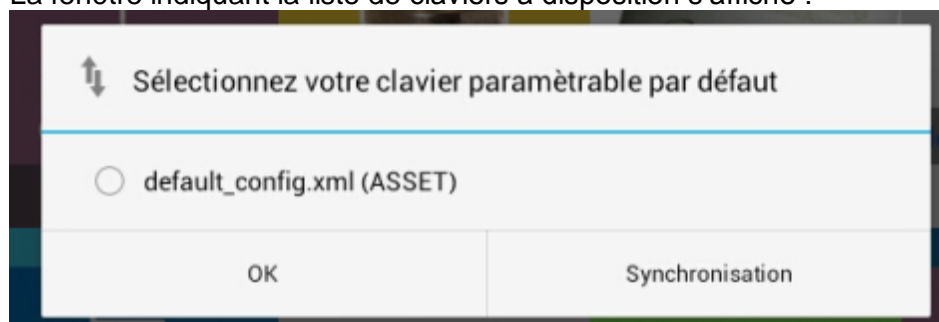 La fenêtre indiquant la liste de claviers à disposition s'affiche :
Sélectionnez votre clavier paramètrable par défaut
default_config.xml (ASSET)
OK
Synchronisation